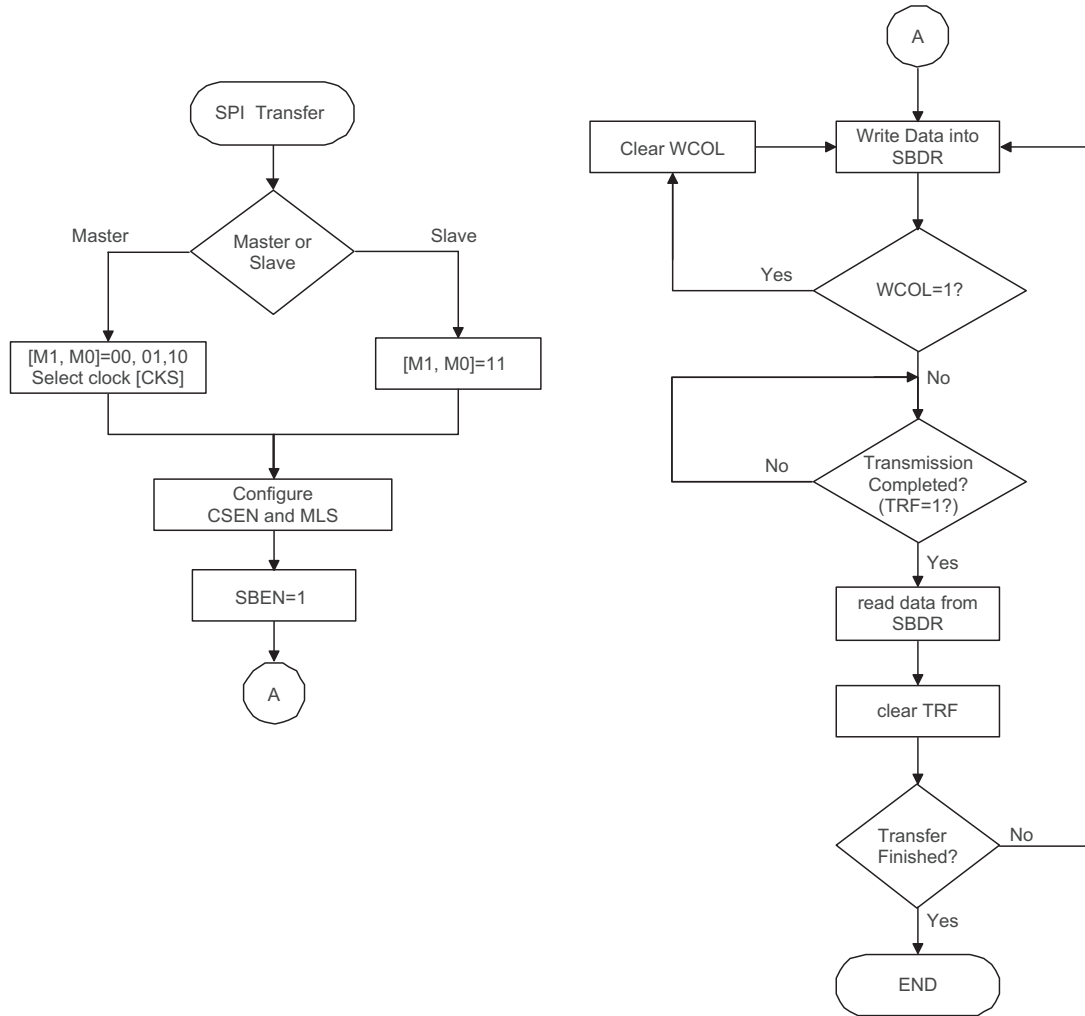 SPI Transfer
Master or
Slave
Master
Slave
[M1, M0]=00, 01,10
Select clock [CKS]
[M1, M0]=11
Configure
CSEN and MLS
SBEN=1
A
A
Write Data into
SBDR
Clear WCOL
WCOL=1?
Yes
No
Transmission
Completed?
(TRF=1?)
No
Yes
read data from
SBDR
clear TRF
Transfer
Finished?
No
Yes
END